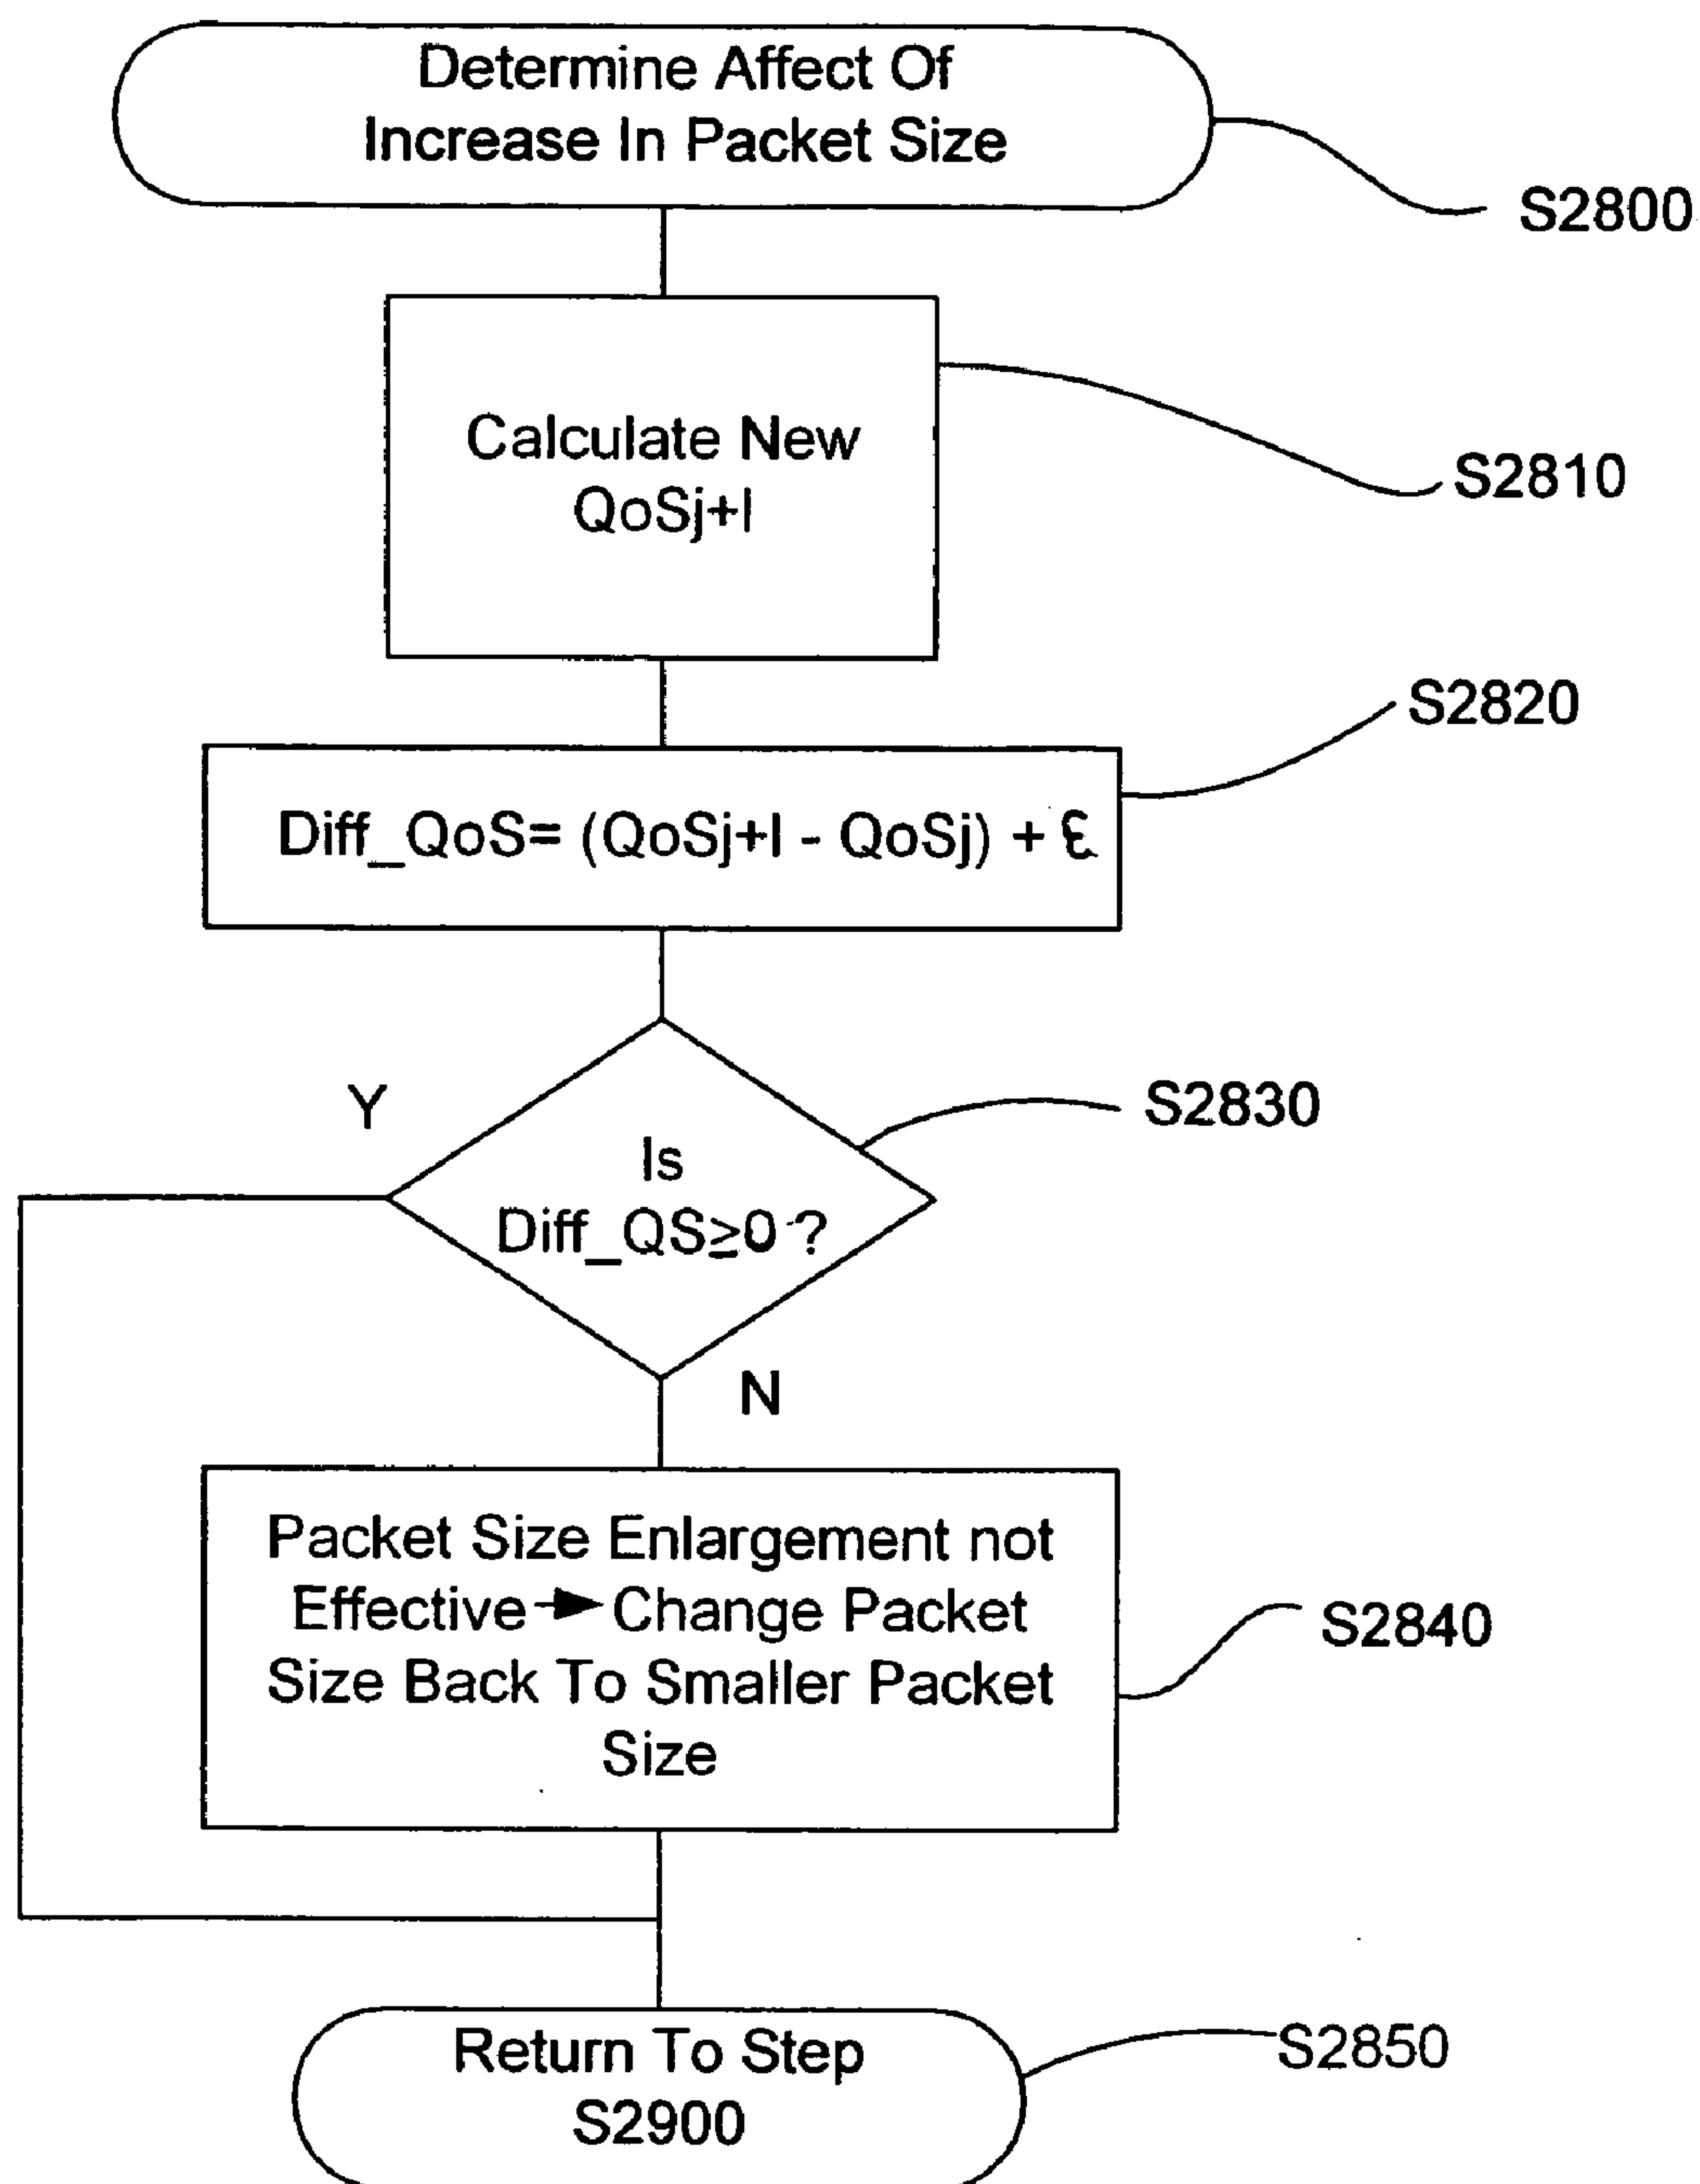 Determine Affect Of
Increase In Packet Size
S2800
Calculate New
QoSj+I
S2810
S2820
Diff_QoS= (QoSj+I - QoSj) + €
Y
S2830
Is
Diff_QS≥0 ?
N
Packet Size Enlargement not
Effective → Change Packet
Size Back To Smaller Packet
Size
S2840
Return To Step
S2900
S2850